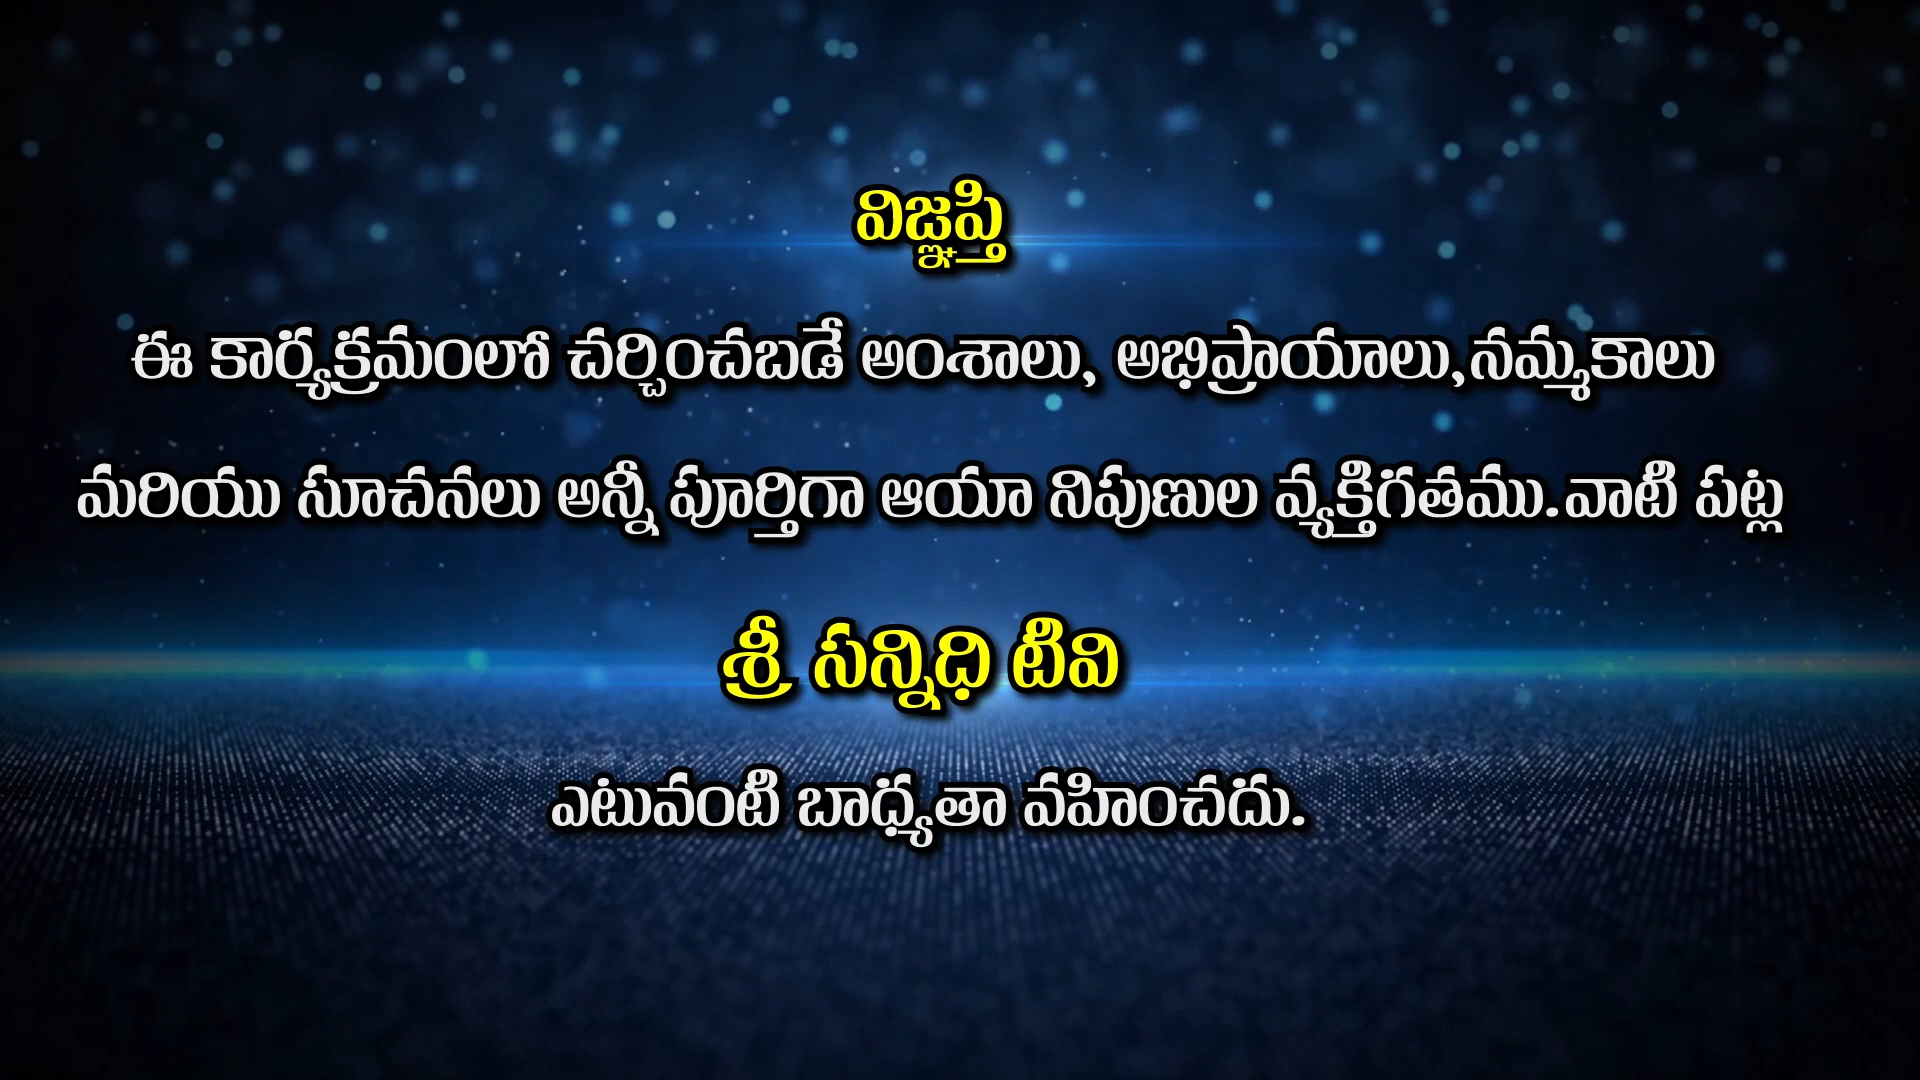 విజ్ఞప్తి
ఈ కార్యక్రమంలో చర్చించబడే అంశాలు, అభిప్రాయాలు,నమ్మకాలు
మరియు సూచనలు అన్నీ పూర్తిగా ఆయా నిపుణుల వ్యక్తిగతము.వాటి పట్ల
శ్రీ సన్నిధి టీవి
ఎటువంటి బాధ్యతా వహించదు.